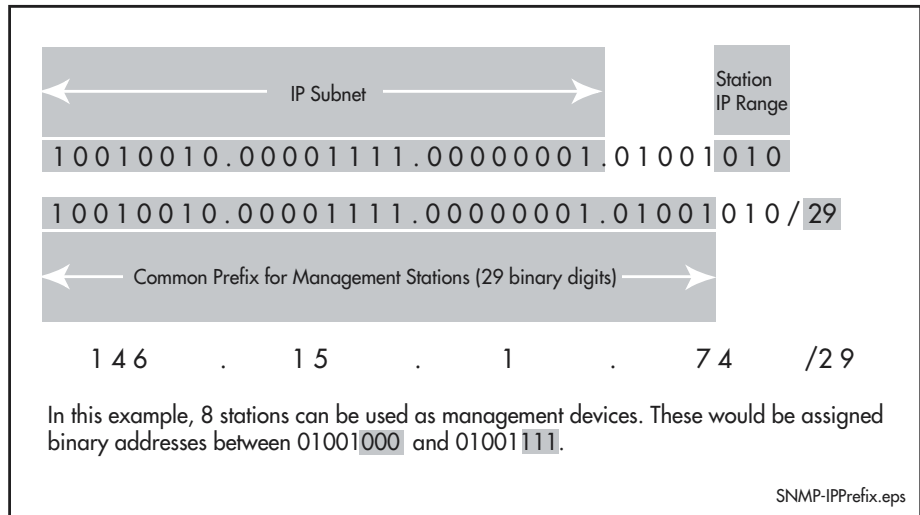 IP Subnet
Station
IP Range
10010010.00001111.00000001.01001010
10010010.00001111.00000001.01001010/29
Common Prefix for Management Stations (29 binary digits)
146 . 15 . 1 . 74 /29
In this example, 8 stations can be used as management devices. These would be assigned
binary addresses between 01001000 and 01001111.
SNMP-IPPrefix.eps